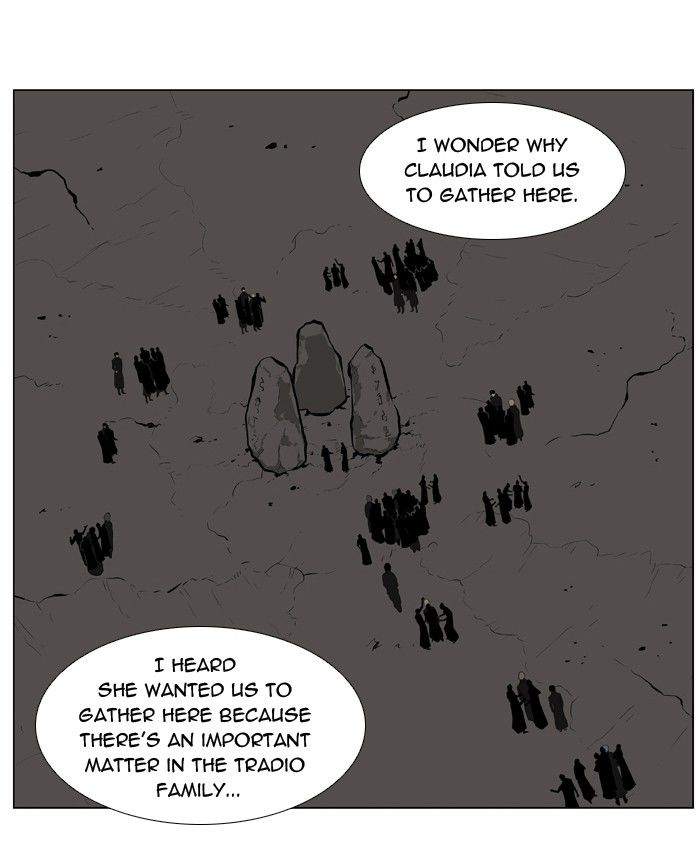 I WONDER WHY
CLAUDIA TOLD US
TO GATHER HERE.
I HEARD
SHE WANTED US TO
GATHER HERE BECAUSE
THERE'S AN IMPORTANT
MATTER IN THE TRADIO
FAMILY...